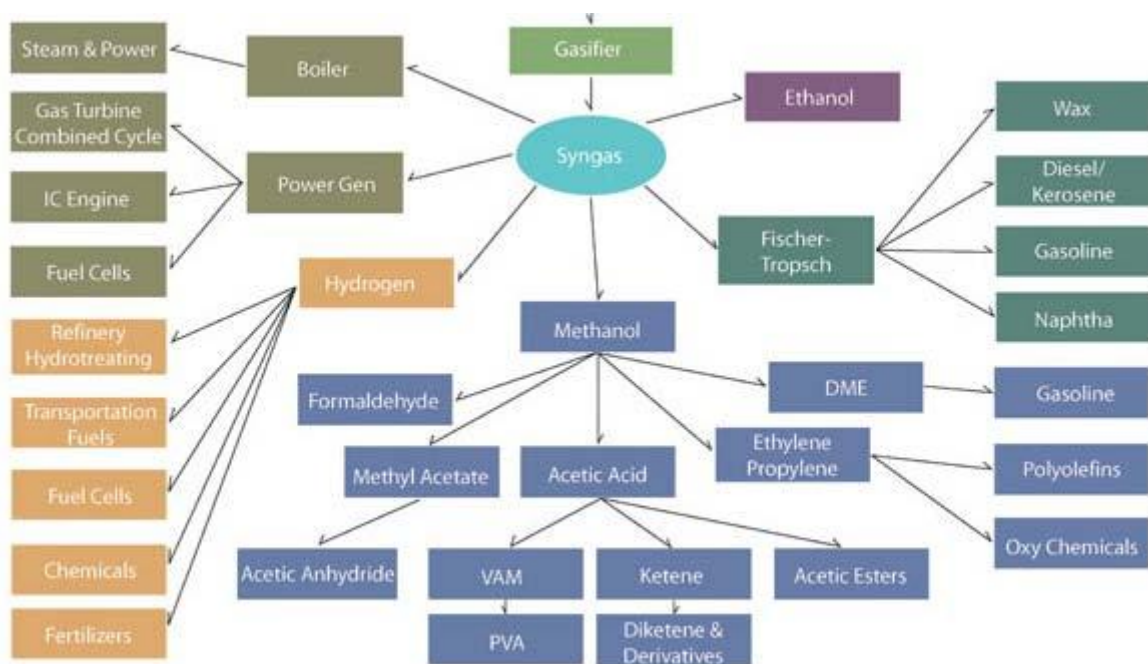 Steam & Power
Boiler
Gasifier
Ethanol
Gas Turbine
Combined Cycle
Syngas
Wax
Power Gen
IC Engine
Diesel/
Kerosene
Fuel Cells
Hydrogen
Fischer-
Tropsch
Gasoline
Naphtha
Refinery
Hydrotreating
Methanol
Transportation
Fuels
Formaldehyde
DME
Gasoline
Fuel Cells
Methyl Acetate
Acetic Acid
Ethylene
Propylene
Polyolefins
Chemicals
Acetic Anhydride
VAM
Ketene
Acetic Esters
Oxy Chemicals
Fertilizers
PVA
Diketene &
Derivatives